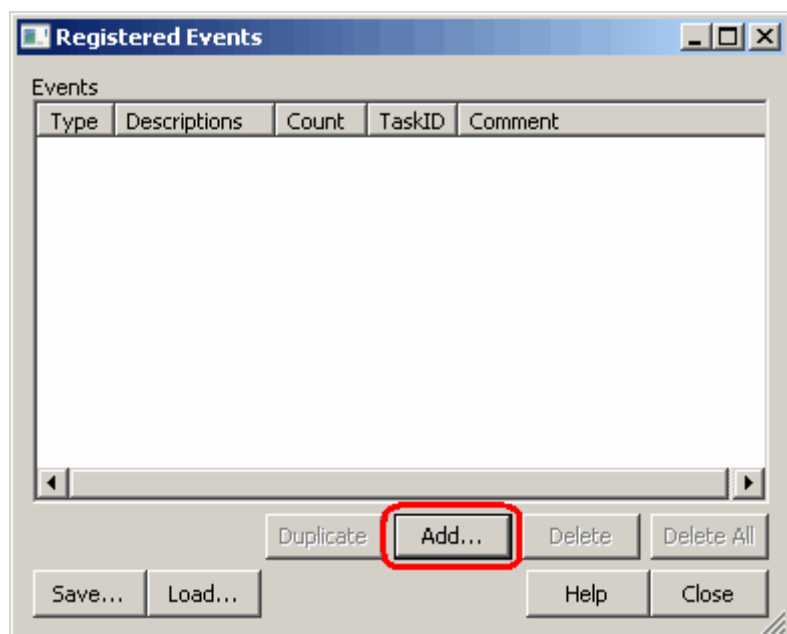 Registered Events
Events
Type Descriptions Count TaskID Comment
Duplicate Add... Delete Delete All
Save... Load... Help Close